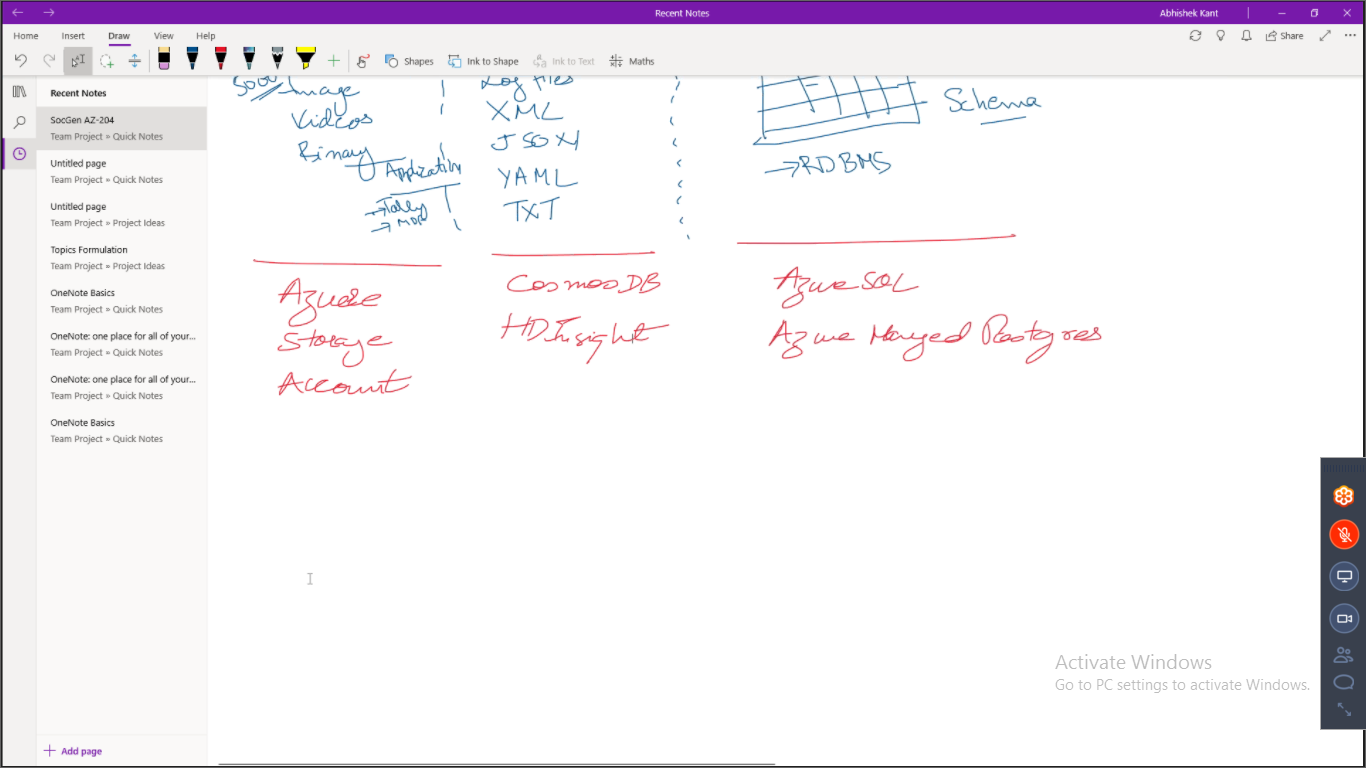 Recent Notes
Abhishek Kant
Home Insert Draw View Help
Share
Shapes
Ink to Shape
Ink to Text
Maths
Recent Notes
SocGen AZ-204
Team Project » Quick Notes
Untitled page
Team Project » Quick Notes
Untitled page
Team Project » Project Ideas
Topics Formulation
Team Project » Project Ideas
OneNote Basics
Team Project » Quick Notes
OneNote: one place for all of your...
Team Project » Quick Notes
OneNote: one place for all of your...
Team Project » Quick Notes
OneNote Basics
Team Project » Quick Notes
Add page
Image
Videos
Binary
Application
→Tally
Log files
XML
JSON
YAML
TXT
Schema
→RDBMS
Azure
Storage
Account
CosmosDB
HDInsight
Azure SQL
Azure Managed Postgres
Activate Windows
Go to PC settings to activate Windows.